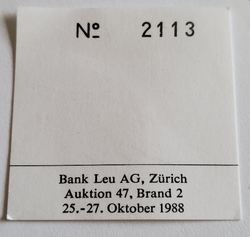 Nº 2113
Bank Leu AG, Zürich
Auktion 47, Brand 2
25.-27. Oktober 1988